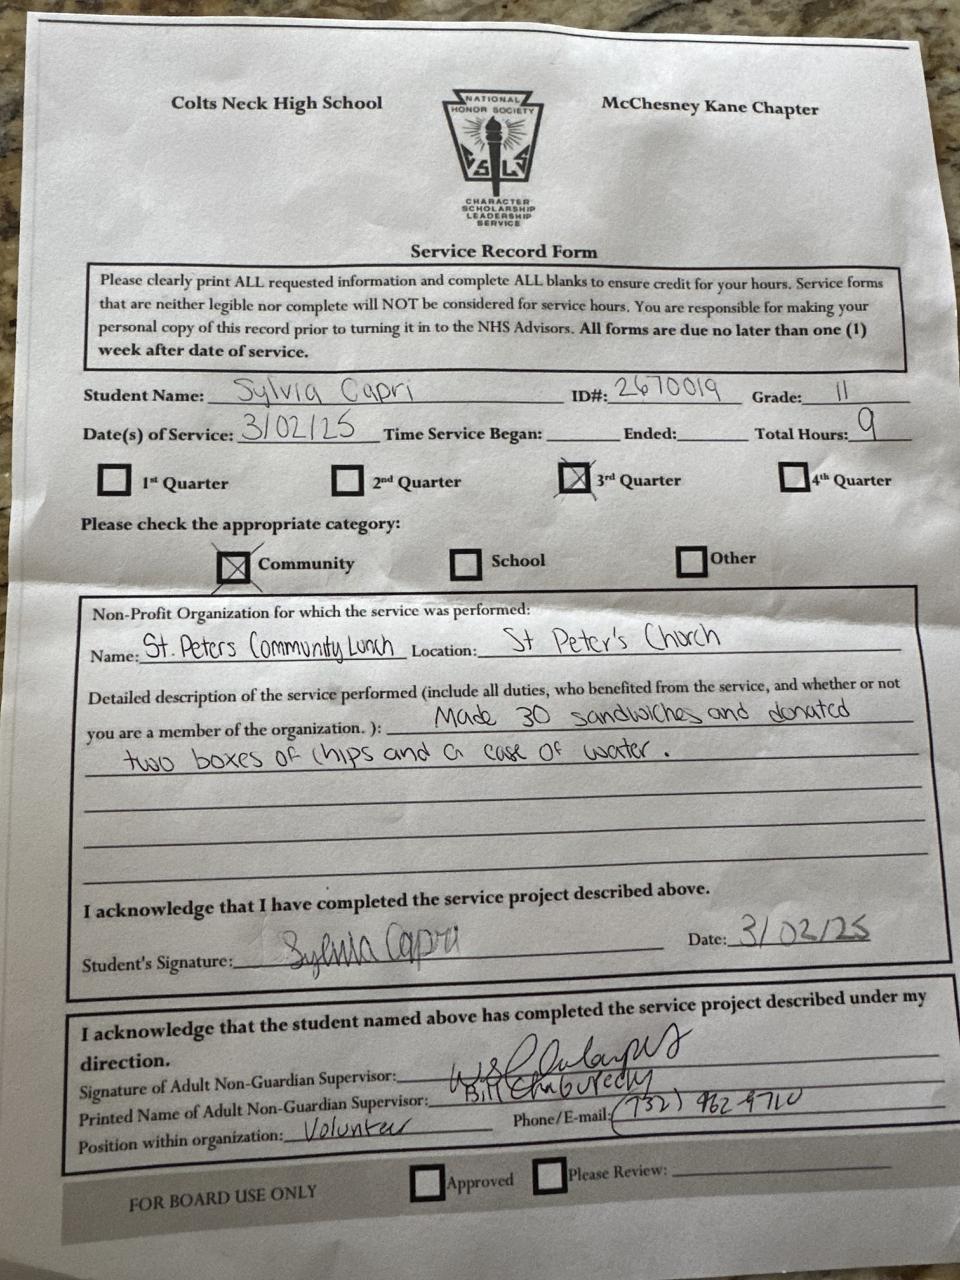 Colts Neck High School
McChesney Kane Chapter
NATIONAL
HONOR SOCIETY
C S L S
CHARACTER
SCHOLARSHIP
LEADERSHIP
SERVICE
Service Record Form
Please clearly print ALL requested information and complete ALL blanks to ensure credit for your hours. Service forms
that are neither legible nor complete will NOT be considered for service hours. You are responsible for making your
personal copy of this record prior to turning it in to the NHS Advisors. All forms are due no later than one (1)
week after date of service.
Student Name: Sylvia Capri ID#: 2670019 Grade: 11
Date(s) of Service: 3/02/25 Time Service Began: Ended: Total Hours: 9
1st Quarter 2nd Quarter 3rd Quarter 4th Quarter
Please check the appropriate category:
Community School Other
Non-Profit Organization for which the service was performed:
Name: St. Peters Community Lunch Location: St Peter's Church
Detailed description of the service performed (include all duties, who benefited from the service, and whether or not
you are a member of the organization. ): Made 30 sandwiches and donated
two boxes of chips and a case of water.
I acknowledge that I have completed the service project described above.
Student's Signature: Sylvia Capri Date: 3/02/25
I acknowledge that the student named above has completed the service project described under my
direction.
Signature of Adult Non-Guardian Supervisor:
Printed Name of Adult Non-Guardian Supervisor: Bill
Position within organization: Volunteer Phone/E-mail: (732)
FOR BOARD USE ONLY Approved Please Review: